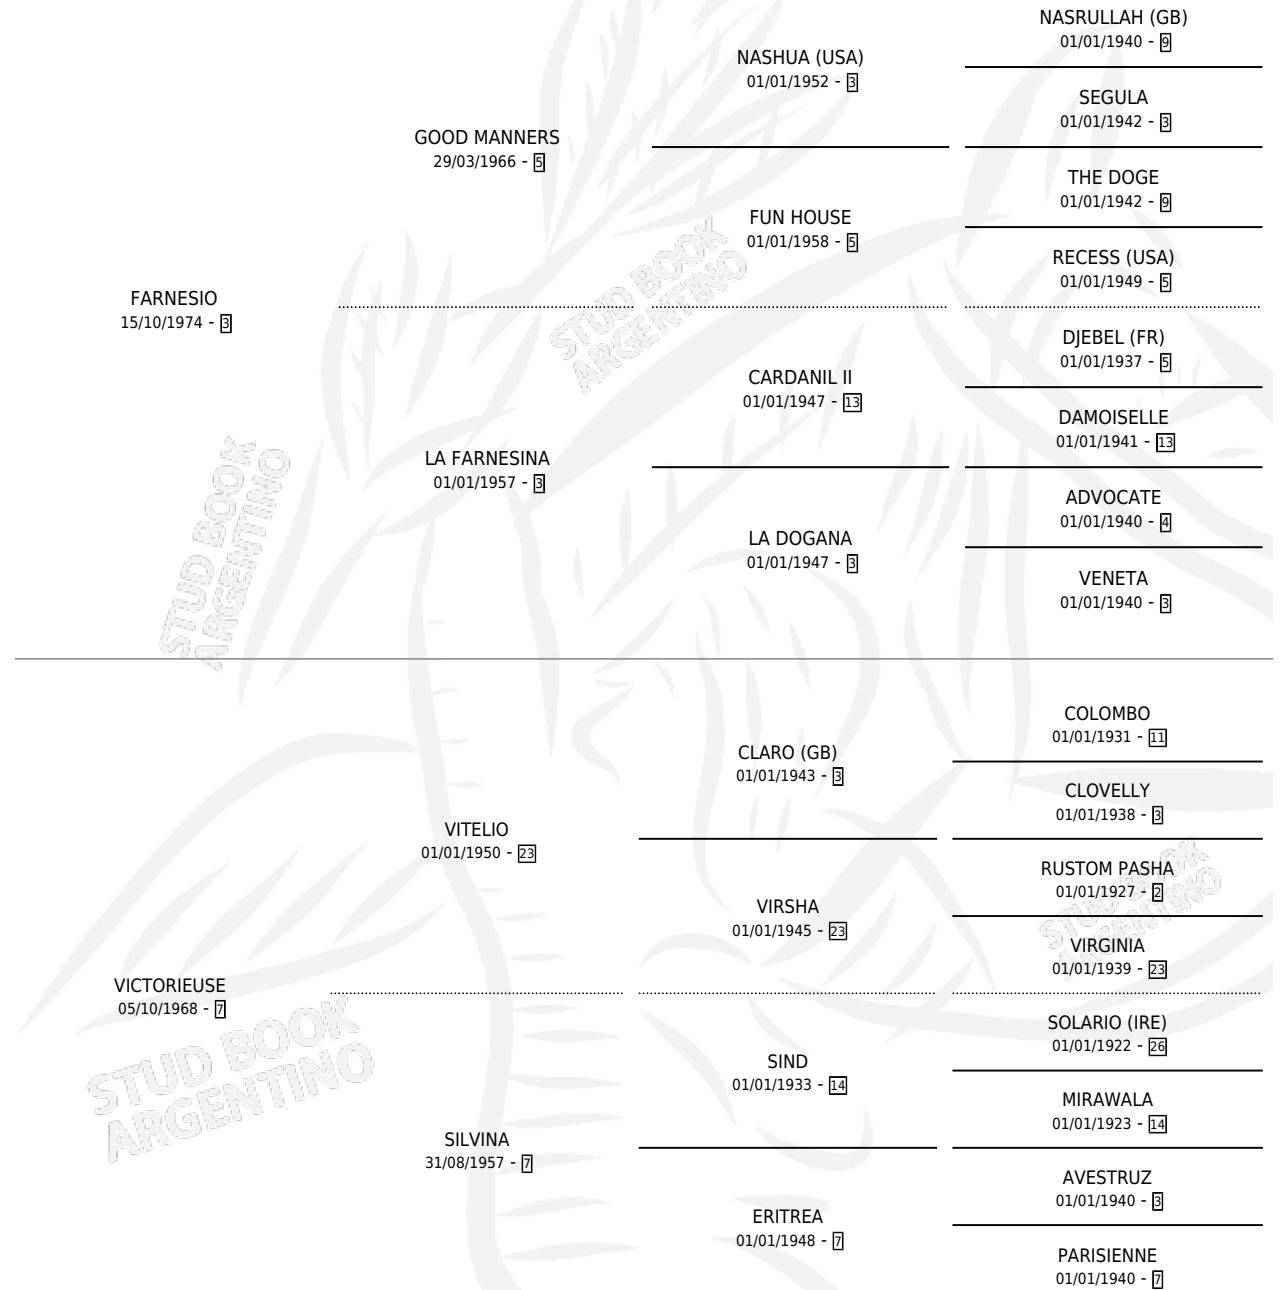 NASRULLAH (GB)
01/01/1940 - 9
NASHUA (USA)
01/01/1952 - 3
SEGULA
01/01/1942 - 3
GOOD MANNERS
29/03/1966 - 5
THE DOGE
01/01/1942 - 9
FUN HOUSE
01/01/1958 - 5
RECESS (USA)
01/01/1949 - 5
FARNESIO
15/10/1974 - 3
DJEBEL (FR)
01/01/1937 - 5
CARDANIL II
01/01/1947 - 13
DAMOISELLE
01/01/1941 - 13
LA FARNESINA
01/01/1957 - 3
ADVOCATE
01/01/1940 - 4
LA DOGANA
01/01/1947 - 3
VENETA
01/01/1940 - 3
COLOMBO
01/01/1931 - 11
CLARO (GB)
01/01/1943 - 3
CLOVELLY
01/01/1938 - 3
VITELIO
01/01/1950 - 23
RUSTOM PASHA
01/01/1927 - 2
VIRSHA
01/01/1945 - 23
VIRGINIA
01/01/1939 - 23
VICTORIEUSE
05/10/1968 - 7
SOLARIO (IRE)
01/01/1922 - 26
SIND
01/01/1933 - 14
MIRAWALA
01/01/1923 - 14
SILVINA
31/08/1957 - 7
AVESTRUZ
01/01/1940 - 3
ERITREA
01/01/1948 - 7
PARISIENNE
01/01/1940 - 7
STUD BOOK
ARGENTINO
STUD BOOK
ARGENTINO
STUD BOOK
ARGENTINO
STUD BOOK
ARGENTINO